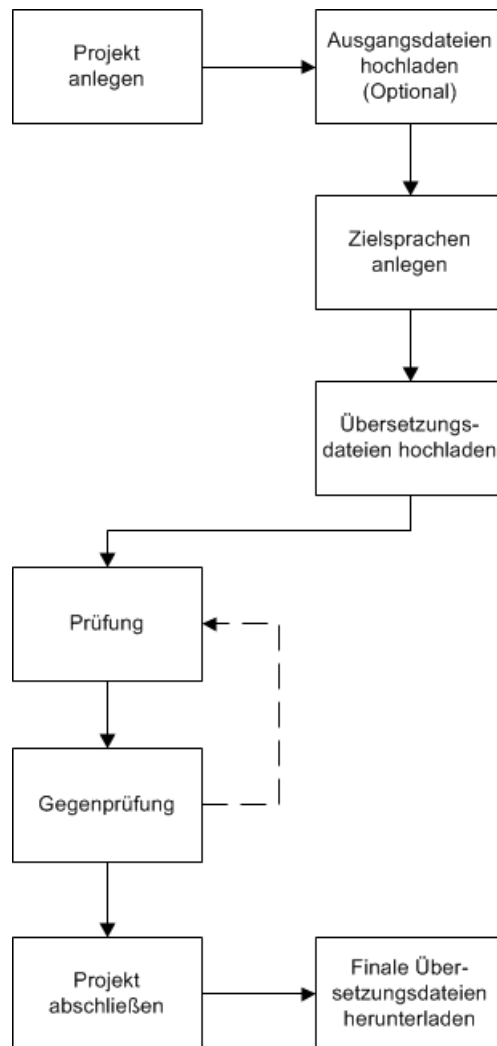 Projekt
anlegen
Ausgangsdateien
hochladen
(Optional)
Zielsprachen
anlegen
Übersetzungs-
dateien hochladen
Prüfung
Gegenprüfung
Projekt
abschließen
Finale Über-
setzungsdateien
herunterladen